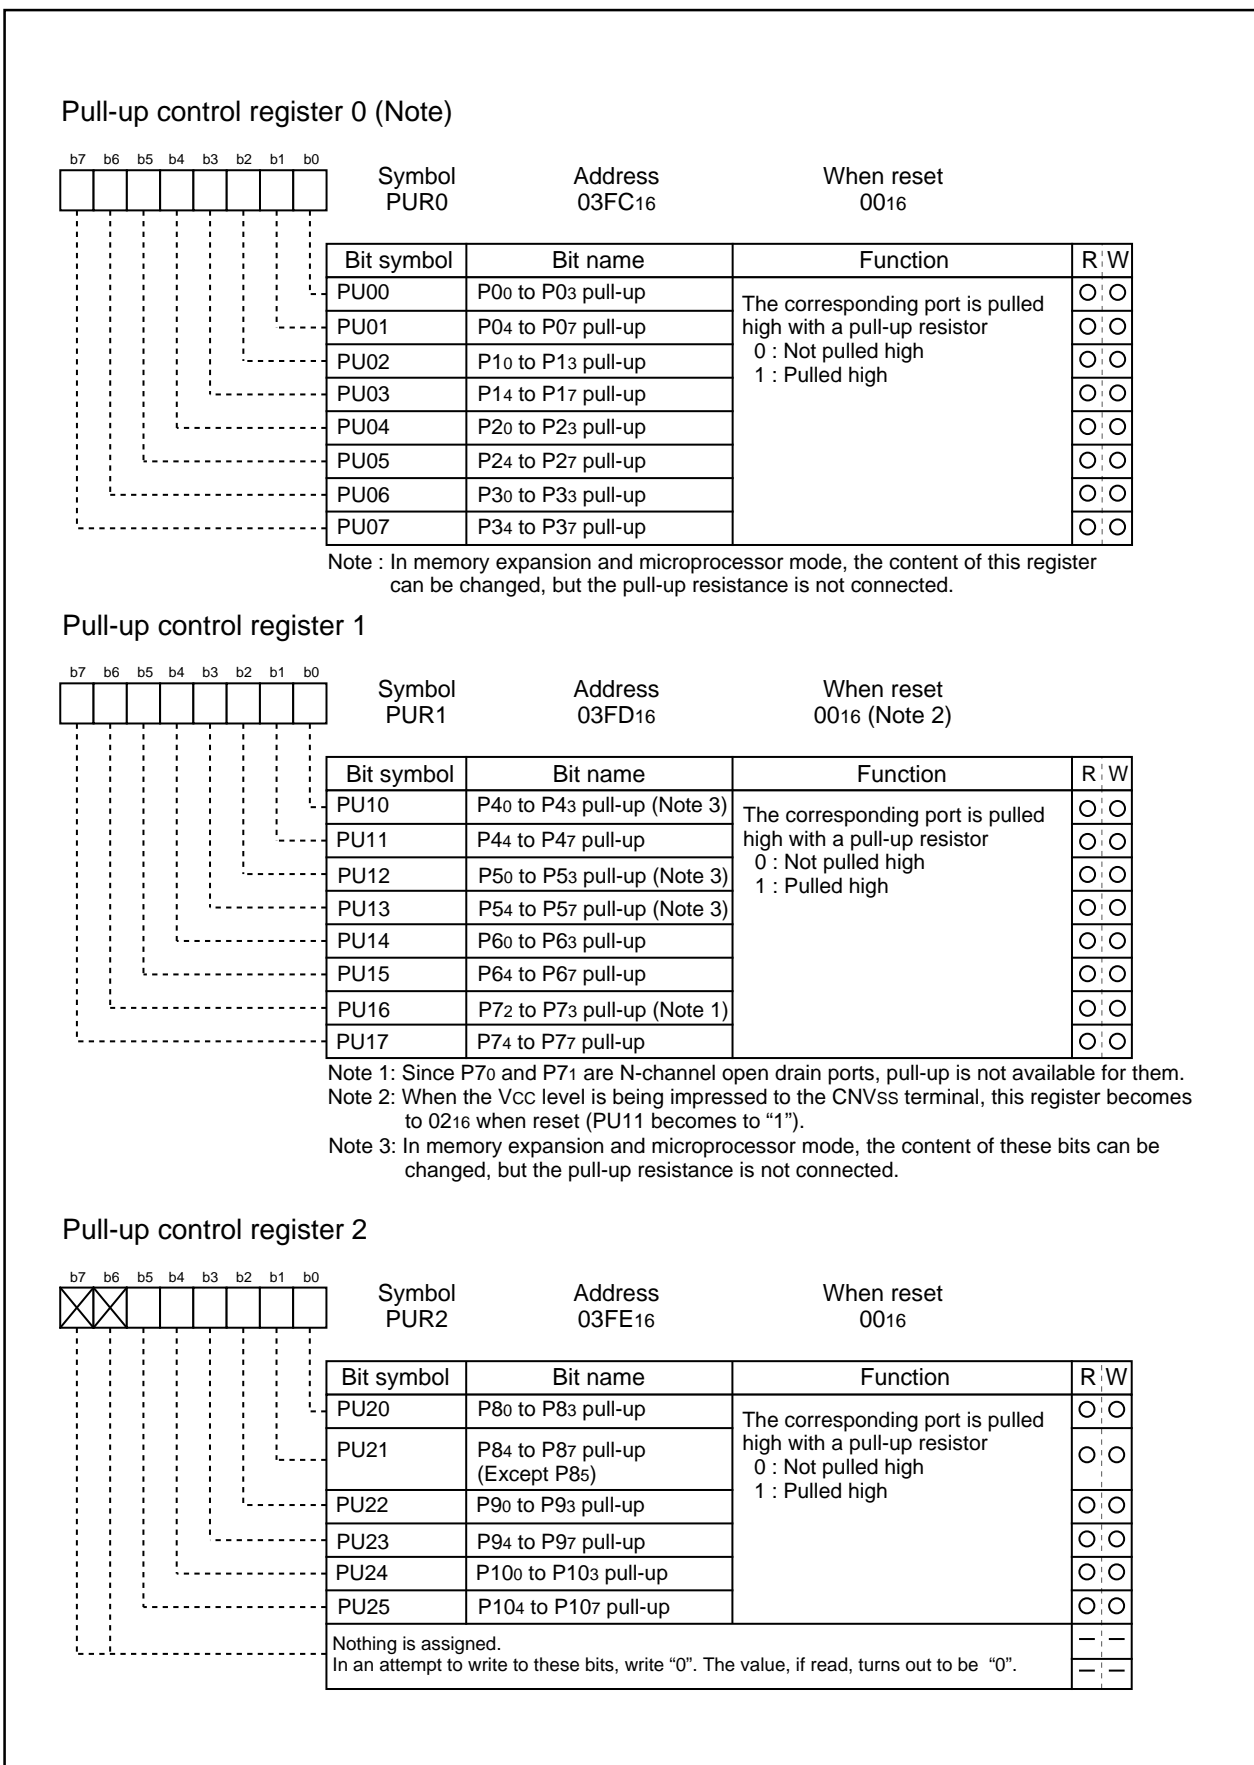 Pull-up control register 0 (Note)
b7 b6 b5 b4 b3 b2 b1 b0
Symbol Address When reset
PUR0 03FC16 0016
Bit symbol Bit name Function R W
PU00 P00 to P03 pull-up
The corresponding port is pulled
high with a pull-up resistor
0 : Not pulled high
1 : Pulled high
PU01 P04 to P07 pull-up
PU02 P10 to P13 pull-up
PU03 P14 to P17 pull-up
PU04 P20 to P23 pull-up
PU05 P24 to P27 pull-up
PU06 P30 to P33 pull-up
PU07 P34 to P37 pull-up
Note : In memory expansion and microprocessor mode, the content of this register
can be changed, but the pull-up resistance is not connected.
Pull-up control register 1
b7 b6 b5 b4 b3 b2 b1 b0
Symbol Address When reset
PUR1 03FD16 0016 (Note 2)
Bit symbol Bit name Function R W
PU10 P40 to P43 pull-up (Note 3)
The corresponding port is pulled
high with a pull-up resistor
0 : Not pulled high
1 : Pulled high
PU11 P44 to P47 pull-up
PU12 P50 to P53 pull-up (Note 3)
PU13 P54 to P57 pull-up (Note 3)
PU14 P60 to P63 pull-up
PU15 P64 to P67 pull-up
PU16 P72 to P73 pull-up (Note 1)
PU17 P74 to P77 pull-up
Note 1: Since P70 and P71 are N-channel open drain ports, pull-up is not available for them.
Note 2: When the VCC level is being impressed to the CNVSS terminal, this register becomes
to 0216 when reset (PU11 becomes to “1”).
Note 3: In memory expansion and microprocessor mode, the content of these bits can be
changed, but the pull-up resistance is not connected.
Pull-up control register 2
b7 b6 b5 b4 b3 b2 b1 b0
Symbol Address When reset
PUR2 03FE16 0016
Bit symbol Bit name Function R W
PU20 P80 to P83 pull-up
The corresponding port is pulled
high with a pull-up resistor
0 : Not pulled high
1 : Pulled high
PU21 P84 to P87 pull-up
(Except P85)
PU22 P90 to P93 pull-up
PU23 P94 to P97 pull-up
PU24 P100 to P103 pull-up
PU25 P104 to P107 pull-up
Nothing is assigned.
In an attempt to write to these bits, write “0”. The value, if read, turns out to be “0”.